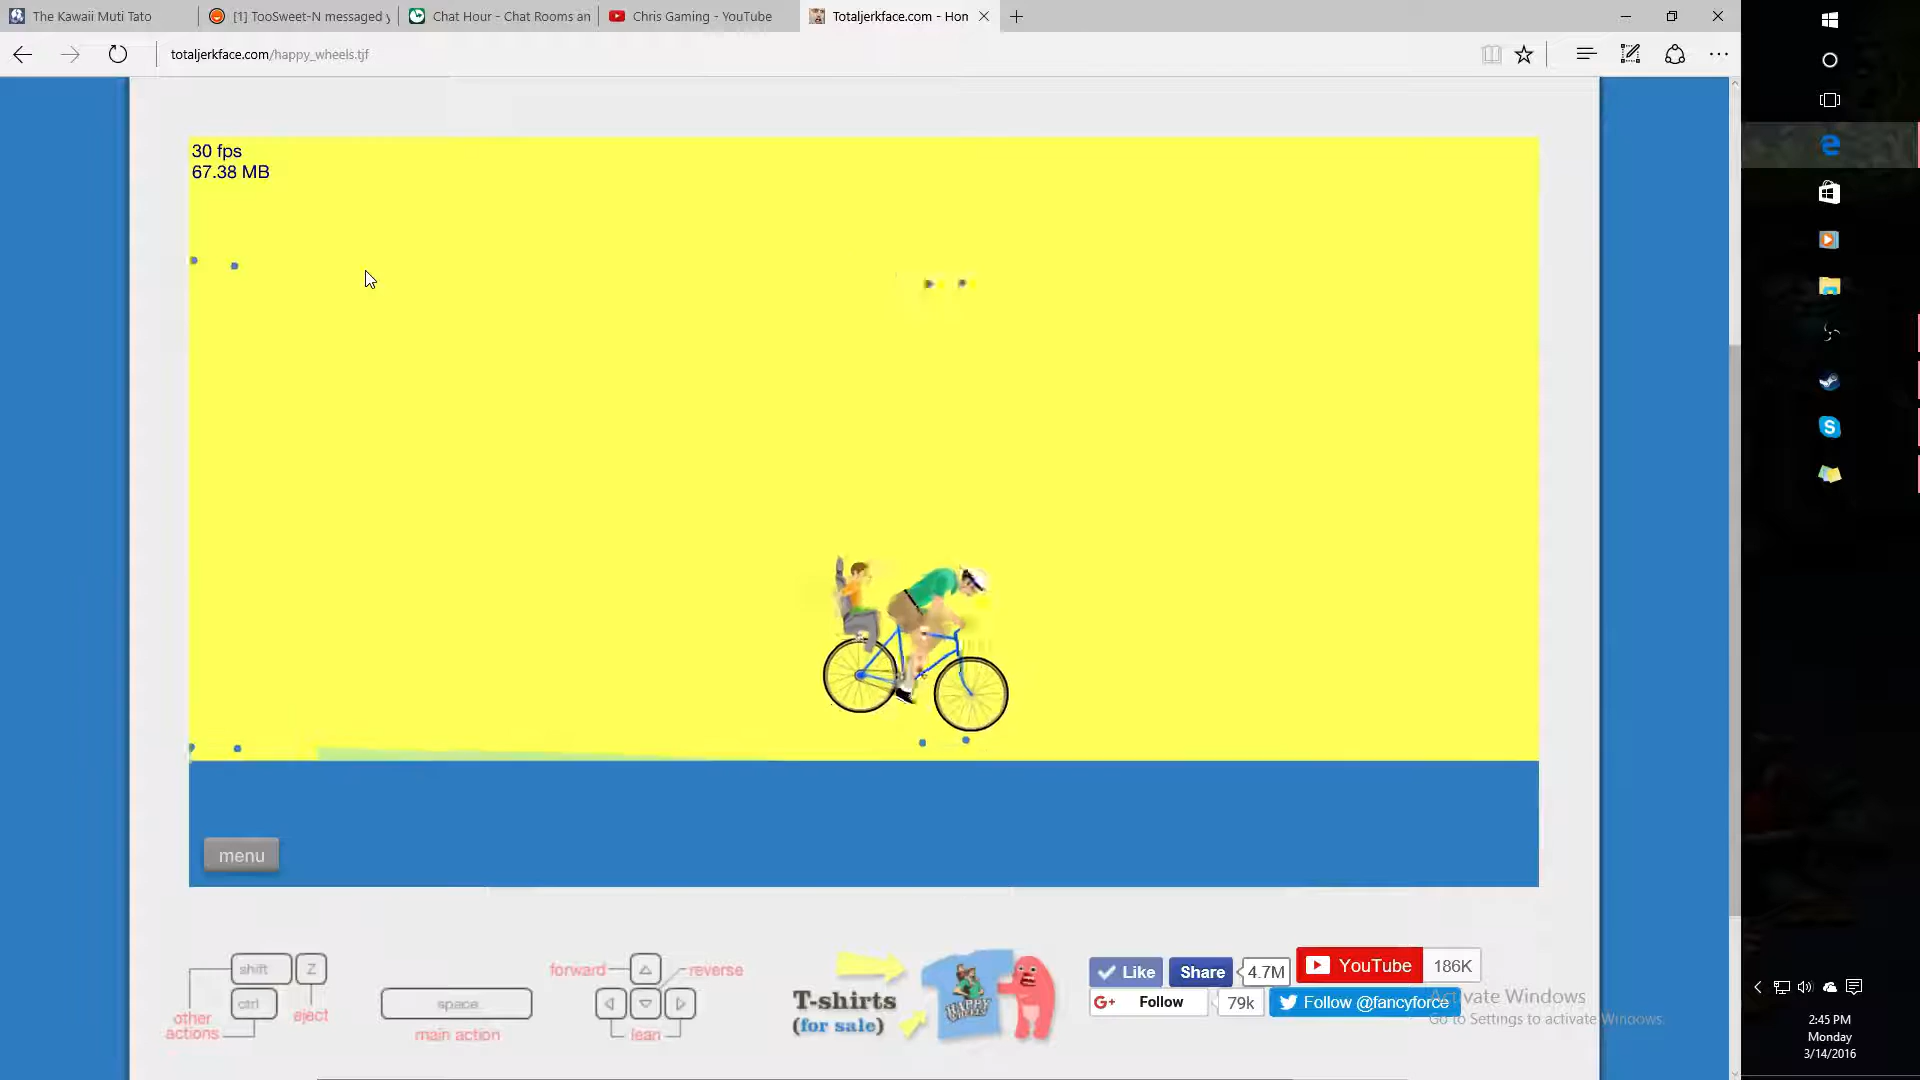 The Kawaii Muti Tato
[1] TooSweet-N messaged y
Chat Hour - Chat Rooms an
Chris Gaming - YouTube
Totaljerkface.com - Hon
totaljerkface.com/happy_wheels.tjf
30 fps
67.38 MB
menu
shift
Z
ctrl
other
actions
eject
space
main action
forward
reverse
lean
T-shirts
(for sale)
HAPPY
WHEELS
Like
Share
4.7M
YouTube
186K
G+
Follow
79k
Follow @fancyforce
Activate Windows
Go to Settings to activate Windows.
2:45 PM
Monday
3/14/2016